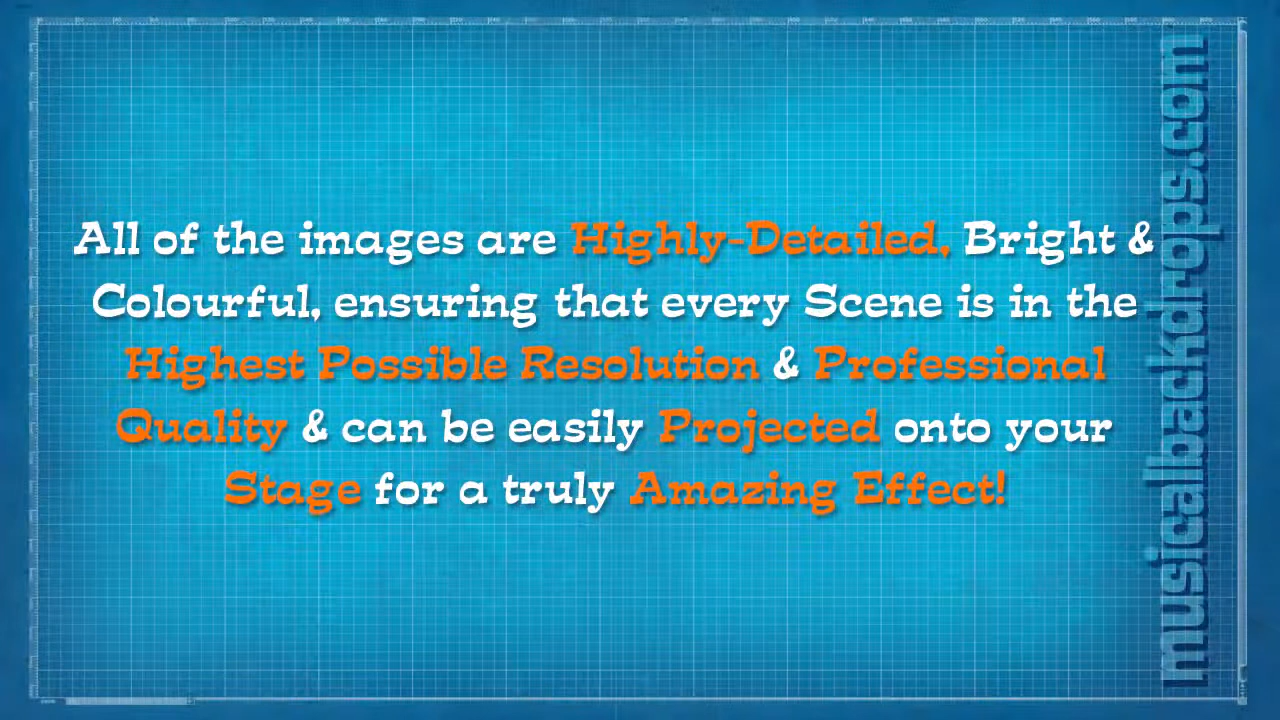 All of the images are Highly-Detailed, Bright &
Colourful, ensuring that every Scene is in the
Highest Possible Resolution & Professional
Quality & can be easily Projected onto your
Stage for a truly Amazing Effect!
musicalbackdrops.com